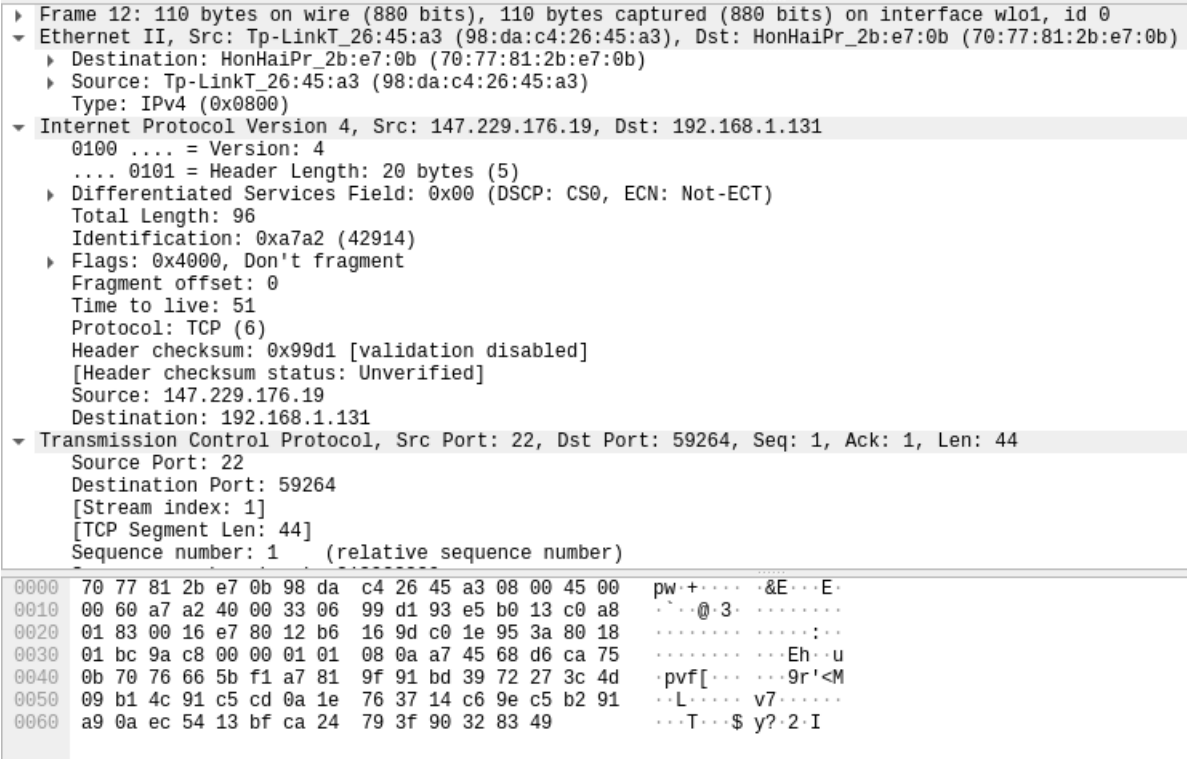 Frame 12: 110 bytes on wire (880 bits), 110 bytes captured (880 bits) on interface wlo1, id 0
Ethernet II, Src: Tp-LinkT_26:45:a3 (98:da:c4:26:45:a3), Dst: HonHaiPr_2b:e7:0b (70:77:81:2b:e7:0b)
Destination: HonHaiPr_2b:e7:0b (70:77:81:2b:e7:0b)
Source: Tp-LinkT_26:45:a3 (98:da:c4:26:45:a3)
Type: IPv4 (0x0800)
Internet Protocol Version 4, Src: 147.229.176.19, Dst: 192.168.1.131
0100 .... = Version: 4
.... 0101 = Header Length: 20 bytes (5)
Differentiated Services Field: 0x00 (DSCP: CS0, ECN: Not-ECT)
Total Length: 96
Identification: 0xa7a2 (42914)
Flags: 0x4000, Don't fragment
Fragment offset: 0
Time to live: 51
Protocol: TCP (6)
Header checksum: 0x99d1 [validation disabled]
[Header checksum status: Unverified]
Source: 147.229.176.19
Destination: 192.168.1.131
Transmission Control Protocol, Src Port: 22, Dst Port: 59264, Seq: 1, Ack: 1, Len: 44
Source Port: 22
Destination Port: 59264
[Stream index: 1]
[TCP Segment Len: 44]
Sequence number: 1    (relative sequence number)
0000 70 77 81 2b e7 0b 98 da c4 26 45 a3 08 00 45 00 pw·+···· ·&E···E·
0010 00 60 a7 a2 40 00 33 06 99 d1 93 e5 b0 13 c0 a8 ·`··@·3· ········
0020 01 83 00 16 e7 80 12 b6 16 9d c0 1e 95 3a 80 18 ········ ·····:··
0030 01 bc 9a c8 00 00 01 01 08 0a a7 45 68 d6 ca 75 ········ ···Eh··u
0040 0b 70 76 66 5b f1 a7 81 9f 91 bd 39 72 27 3c 4d ·pvf[··· ···9r'<M
0050 09 b1 4c 91 c5 cd 0a 1e 76 37 14 c6 9e c5 b2 91 ··L····· v7······
0060 a9 0a ec 54 13 bf ca 24 79 3f 90 32 83 49 ···T···$ y?·2·I